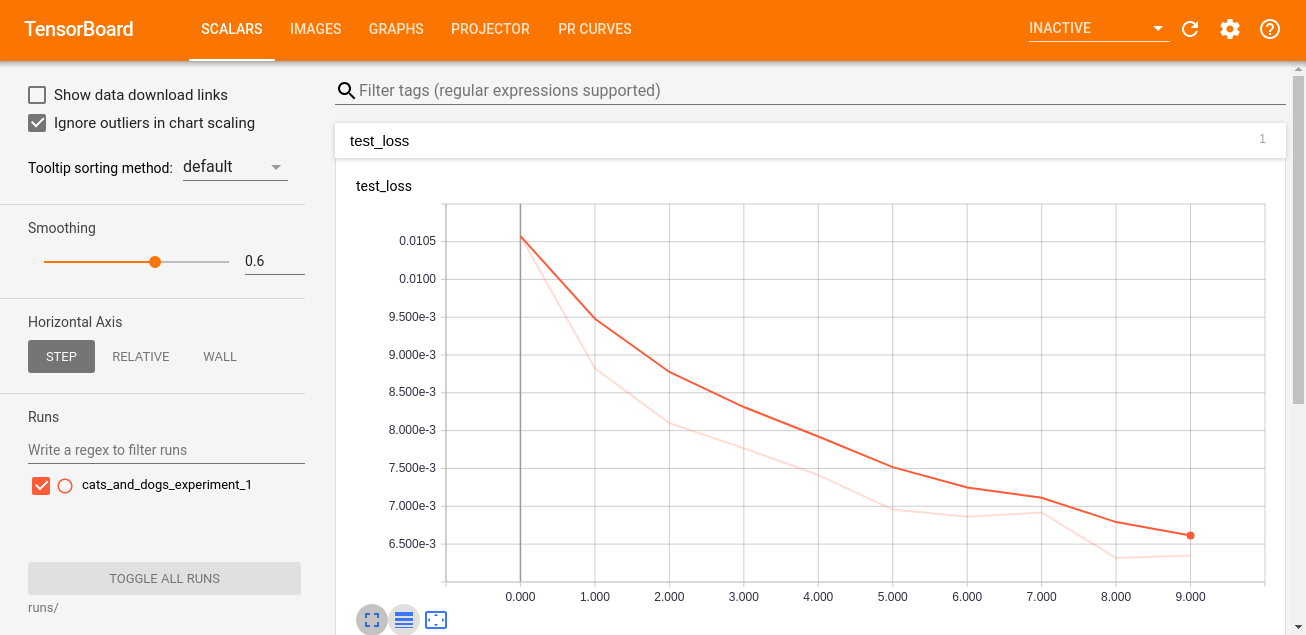 TensorBoard
SCALARS IMAGES GRAPHS PROJECTOR PR CURVES
INACTIVE
Show data download links
Ignore outliers in chart scaling
Tooltip sorting method: default
Smoothing
0.6
Horizontal Axis
STEP RELATIVE WALL
Runs
Write a regex to filter runs
cats_and_dogs_experiment_1
TOGGLE ALL RUNS
runs/
Filter tags (regular expressions supported)
test_loss 1
test_loss
0.0105
0.0100
9.500e-3
9.000e-3
8.500e-3
8.000e-3
7.500e-3
7.000e-3
6.500e-3
0.000 1.000 2.000 3.000 4.000 5.000 6.000 7.000 8.000 9.000